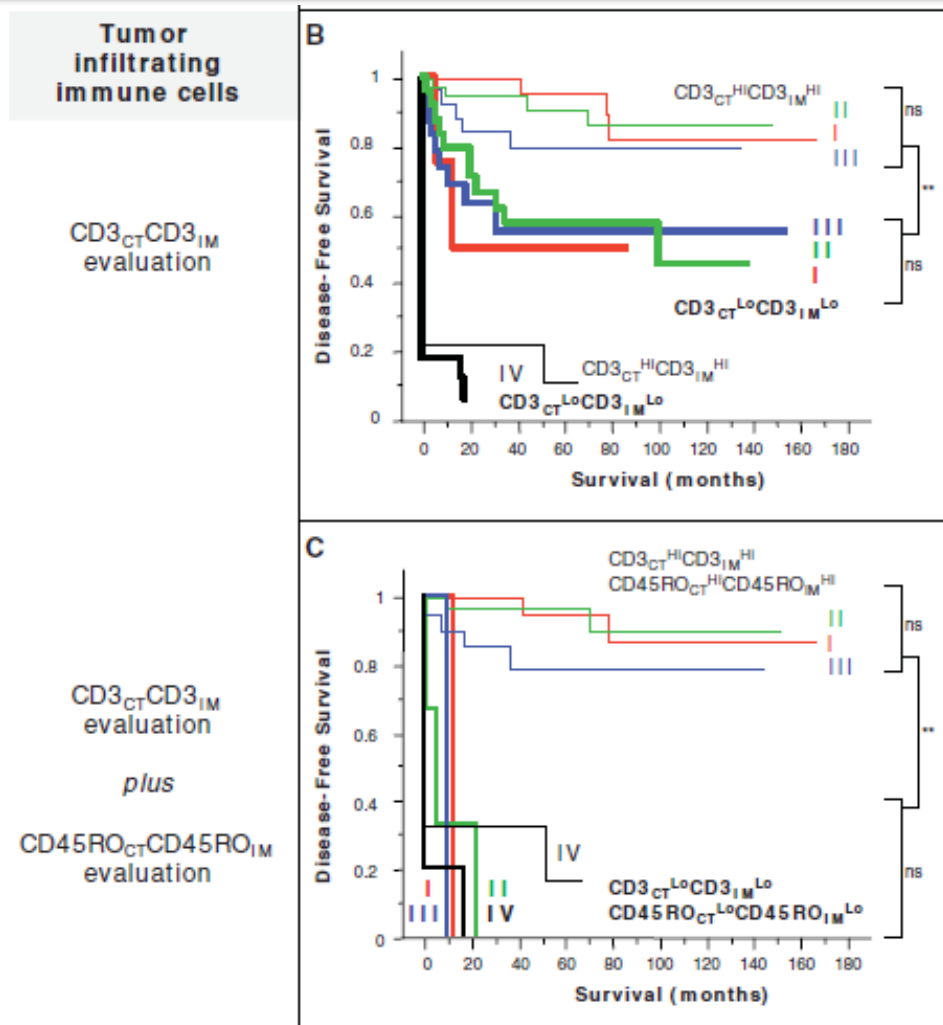 Tumor
infiltrating
immune cells
CD3CTCD3IM
evaluation
B
Disease-Free Survival
1
0.8
0.6
0.4
0.2
0
CD3CTHICD3IMHI
II
I
III
ns
**
III
II
I
ns
CD3CTLoCD3IMLo
IV
CD3CTHICD3IMHI
CD3CTLoCD3IMLo
0 20 40 60 80 100 120 140 160 180
Survival (months)
CD3CTCD3IM
evaluation
plus
CD45ROCTCD45ROIM
evaluation
C
Disease-Free Survival
1
0.8
0.6
0.4
0.2
0
CD3CTHICD3IMHI
CD45ROCTHICD45ROIMHI
II
I
III
ns
**
ns
IV
I II
III IV
CD3CTLoCD3IMLo
CD45ROCTLoCD45ROIMLo
0 20 40 60 80 100 120 140 160 180
Survival (months)